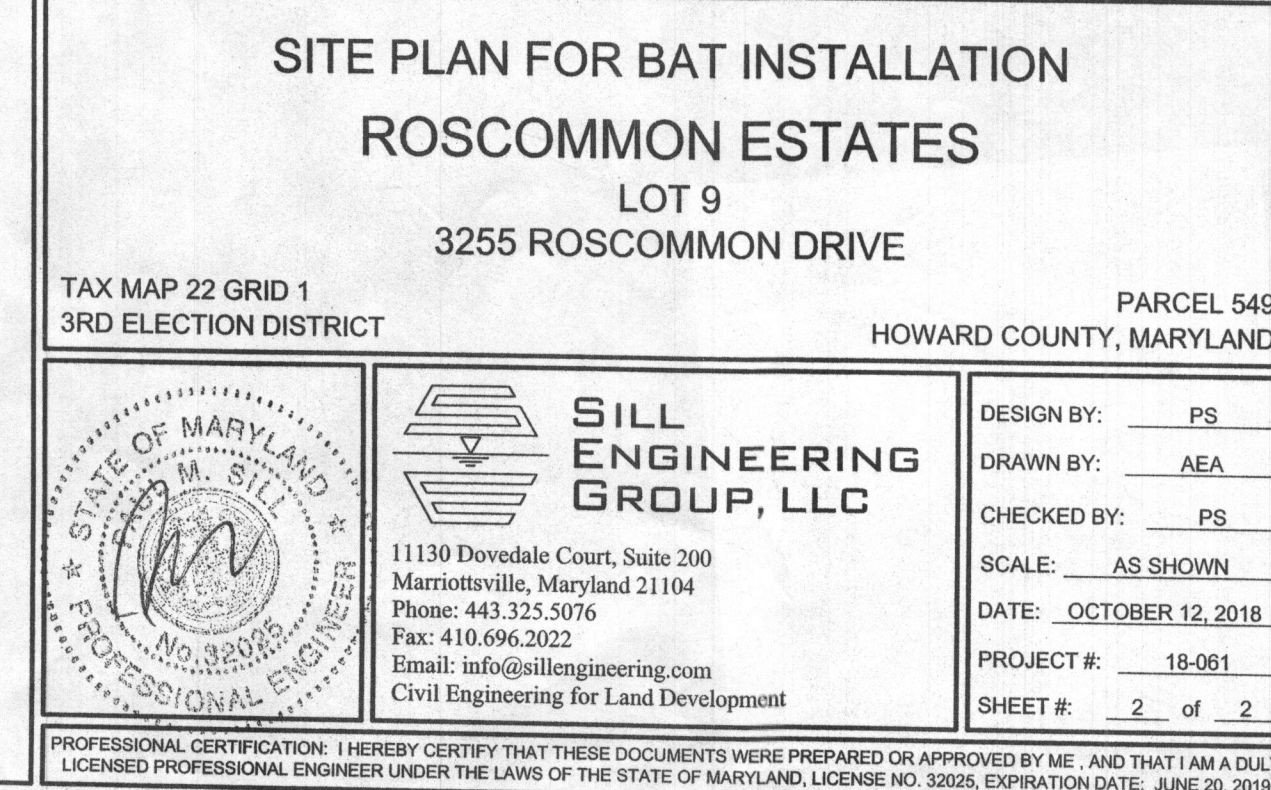 SITE PLAN FOR BAT INSTALLATION
ROSCOMMON ESTATES
LOT 9
3255 ROSCOMMON DRIVE
TAX MAP 22 GRID 1
3RD ELECTION DISTRICT
PARCEL 549
HOWARD COUNTY, MARYLAND
STATE OF MARYLAND
PAUL M. SILL
No.32025
PROFESSIONAL ENGINEER
SILL
ENGINEERING
GROUP, LLC
11130 Dovedale Court, Suite 200
Marriottsville, Maryland 21104
Phone: 443.325.5076
Fax: 410.696.2022
Email: info@sillengineering.com
Civil Engineering for Land Development
DESIGN BY: PS
DRAWN BY: AEA
CHECKED BY: PS
SCALE: AS SHOWN
DATE: OCTOBER 12, 2018
PROJECT #: 18-061
SHEET #: 2 of 2
PROFESSIONAL CERTIFICATION: I HEREBY CERTIFY THAT THESE DOCUMENTS WERE PREPARED OR APPROVED BY ME , AND THAT I AM A DUL
LICENSED PROFESSIONAL ENGINEER UNDER THE LAWS OF THE STATE OF MARYLAND, LICENSE NO. 32025, EXPIRATION DATE: JUNE 20, 2019